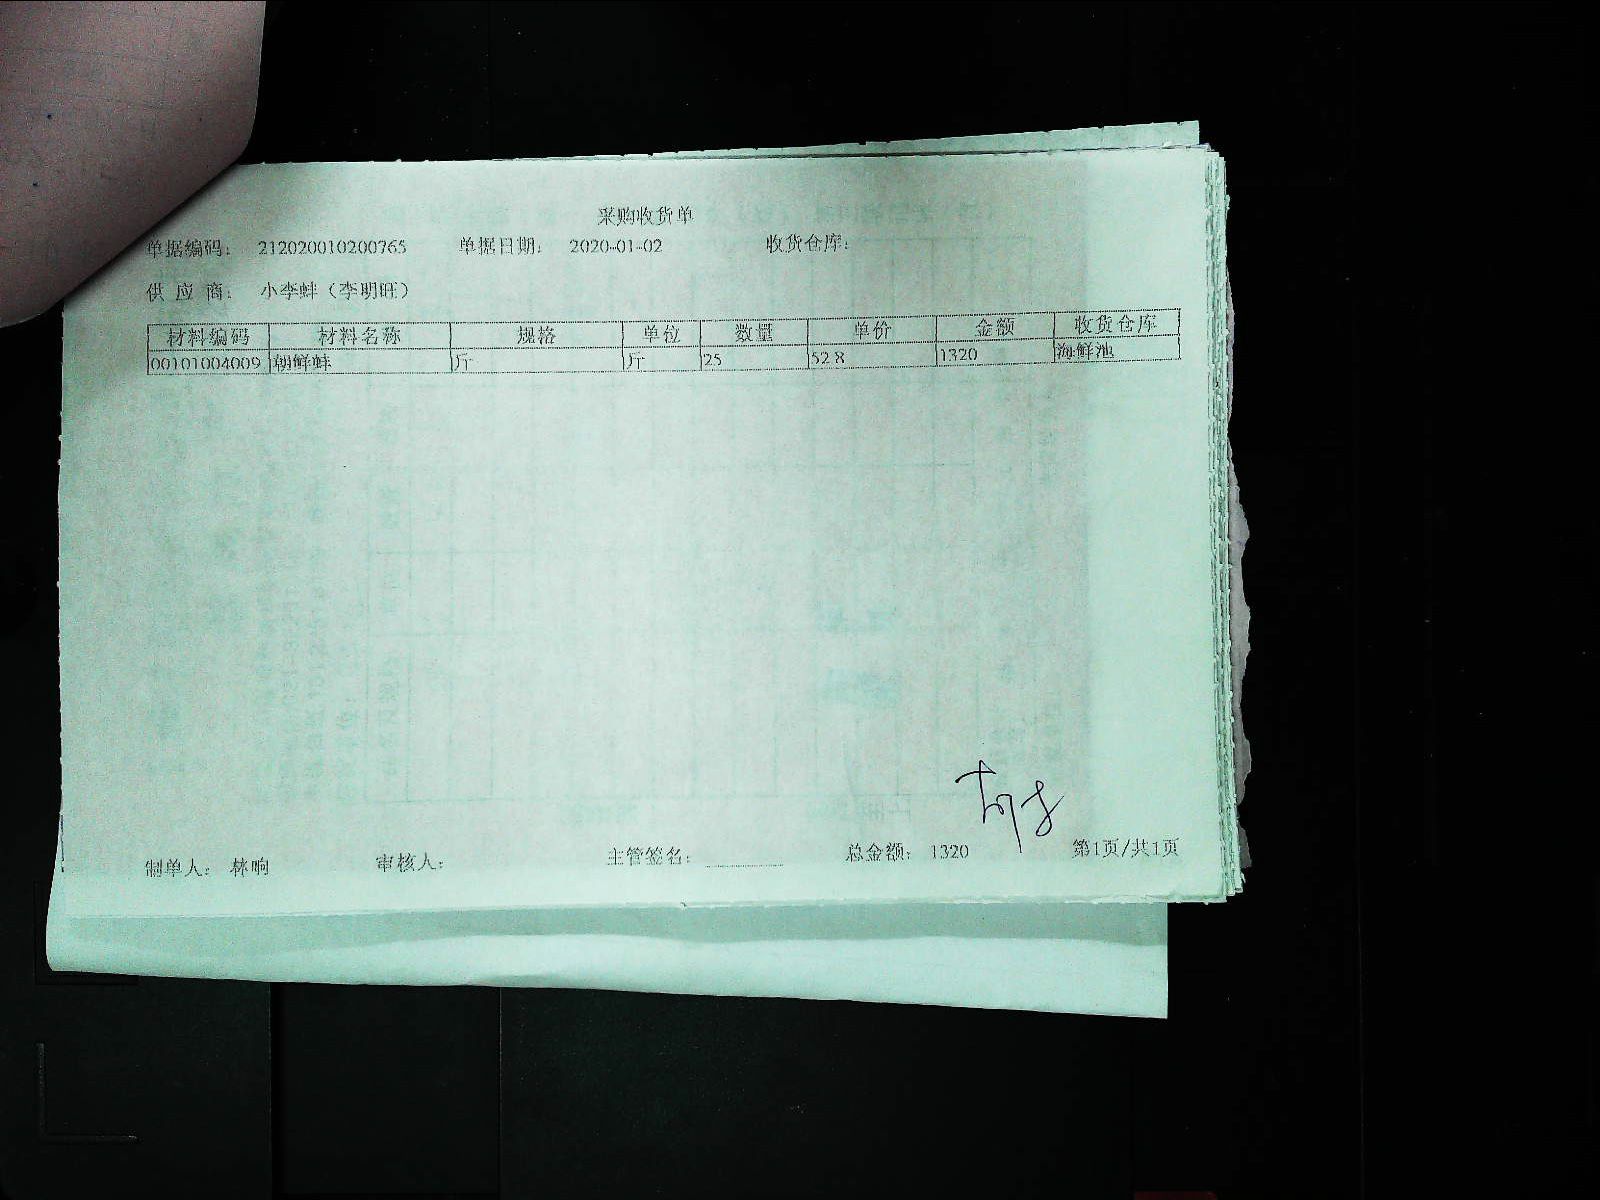 采购收货单
单据编码： 212020010200765 单据日期： 2020-01-02 收货仓库：
供 应 商： 小李蚌（李明旺）
材料编码 材料名称 规格 单位 数量 单价 金额 收货仓库
00101004009 朝鲜蚌 斤 斤 25 52.8 1320 海鲜池
制单人： 林响 审核人： 主管签名： 总金额： 1320 第1页/共1页